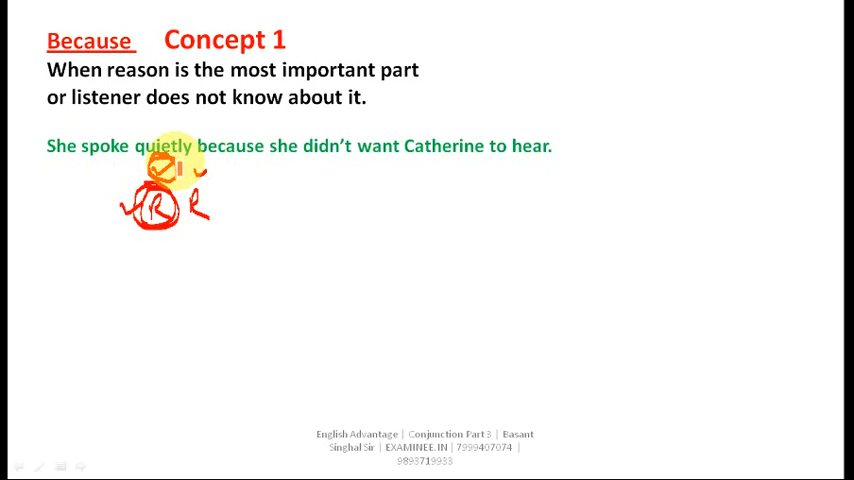 Because Concept 1
When reason is the most important part
or listener does not know about it.
She spoke quietly because she didn't want Catherine to hear.
R R
English Advantage | Conjunction Part 3 | Basant
Singhal Sir | EXAMINEE.IN | 7999407074 |
9893719933